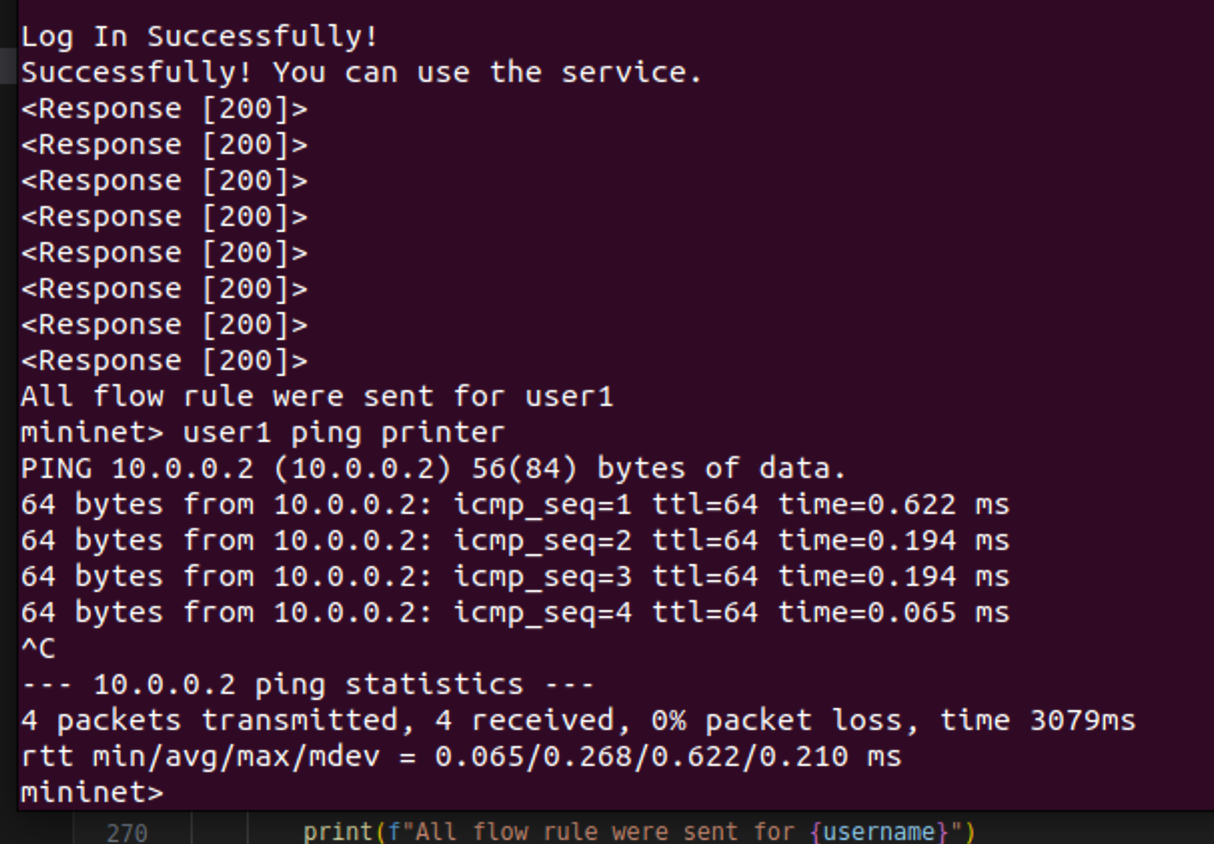 Log In Successfully!
Successfully! You can use the service.
<Response [200]>
<Response [200]>
<Response [200]>
<Response [200]>
<Response [200]>
<Response [200]>
<Response [200]>
<Response [200]>
All flow rule were sent for user1
mininet> user1 ping printer
PING 10.0.0.2 (10.0.0.2) 56(84) bytes of data.
64 bytes from 10.0.0.2: icmp_seq=1 ttl=64 time=0.622 ms
64 bytes from 10.0.0.2: icmp_seq=2 ttl=64 time=0.194 ms
64 bytes from 10.0.0.2: icmp_seq=3 ttl=64 time=0.194 ms
64 bytes from 10.0.0.2: icmp_seq=4 ttl=64 time=0.065 ms
^C
--- 10.0.0.2 ping statistics ---
4 packets transmitted, 4 received, 0% packet loss, time 3079ms
rtt min/avg/max/mdev = 0.065/0.268/0.622/0.210 ms
mininet>
270 print(f"All flow rule were sent for {username}")